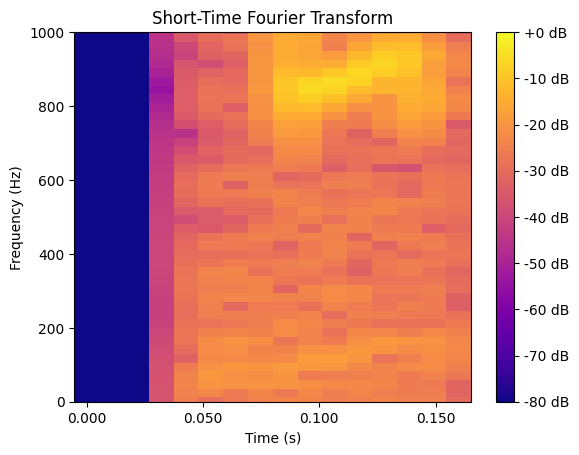 Short-Time Fourier Transform
Frequency (Hz)
1000
800
600
400
200
0
0.000
0.050
0.100
0.150
Time (s)
+0 dB
-10 dB
-20 dB
-30 dB
-40 dB
-50 dB
-60 dB
-70 dB
-80 dB